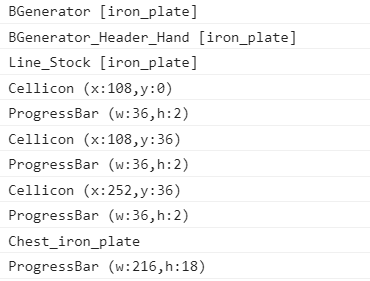 BGenerator [iron_plate]
BGenerator_Header_Hand [iron_plate]
Line_Stock [iron_plate]
Cellicon (x:108,y:0)
ProgressBar (w:36,h:2)
Cellicon (x:108,y:36)
ProgressBar (w:36,h:2)
Cellicon (x:252,y:36)
ProgressBar (w:36,h:2)
Chest_iron_plate
ProgressBar (w:216,h:18)